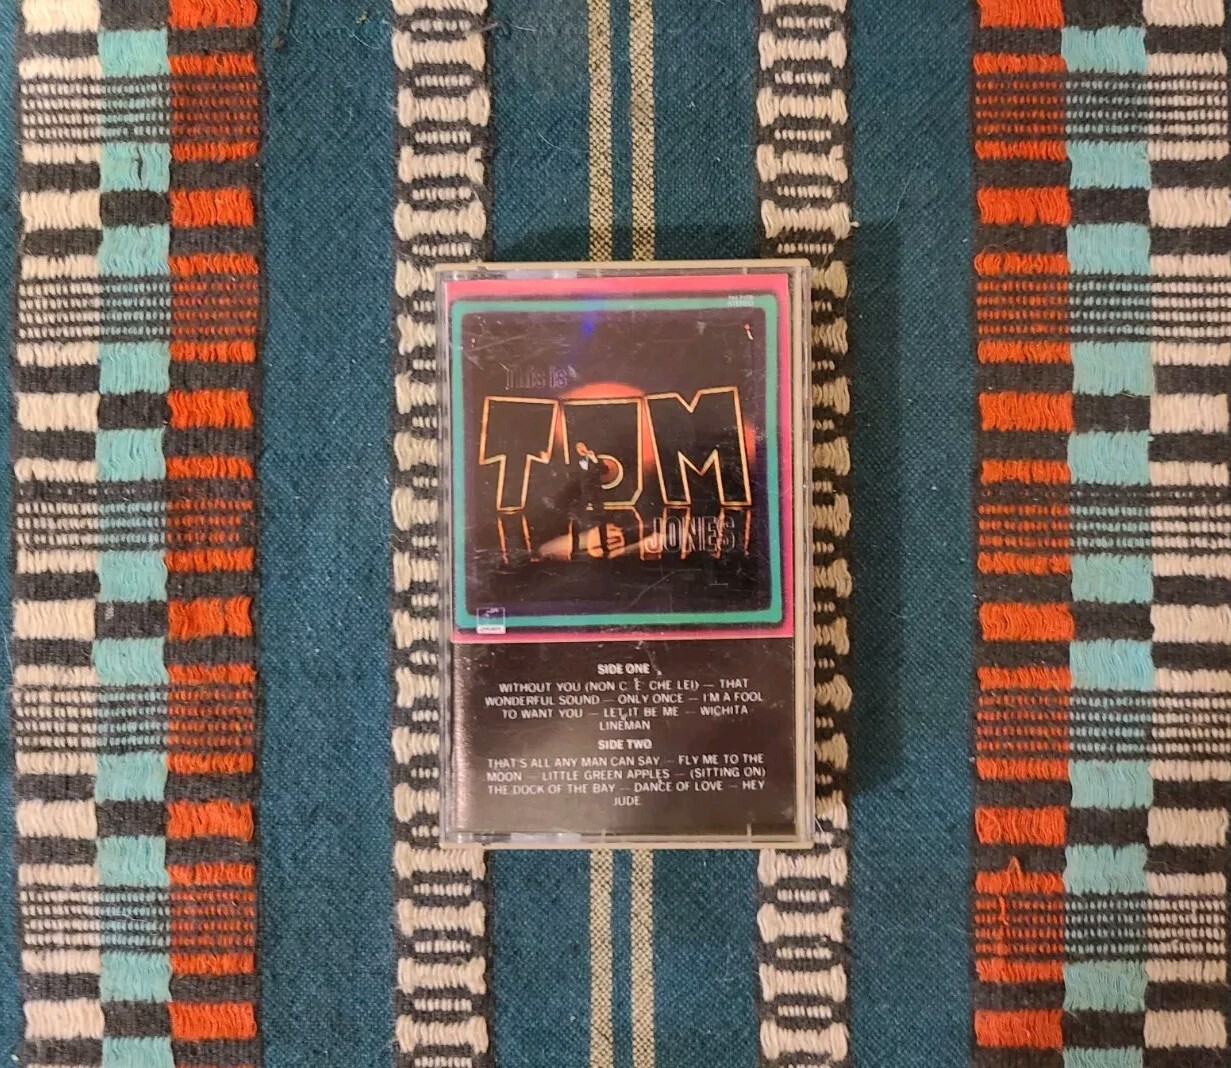 STEREO
This is
TOM
JONES
SIDE ONE
WITHOUT YOU (NON C E CHE LEI) — THAT
WONDERFUL SOUND — ONLY ONCE — I'M A FOOL
TO WANT YOU — LET IT BE ME — WICHITA
LINEMAN
SIDE TWO
THAT'S ALL ANY MAN CAN SAY — FLY ME TO THE
MOON — LITTLE GREEN APPLES — (SITTING ON)
THE DOCK OF THE BAY — DANCE OF LOVE — HEY
JUDE